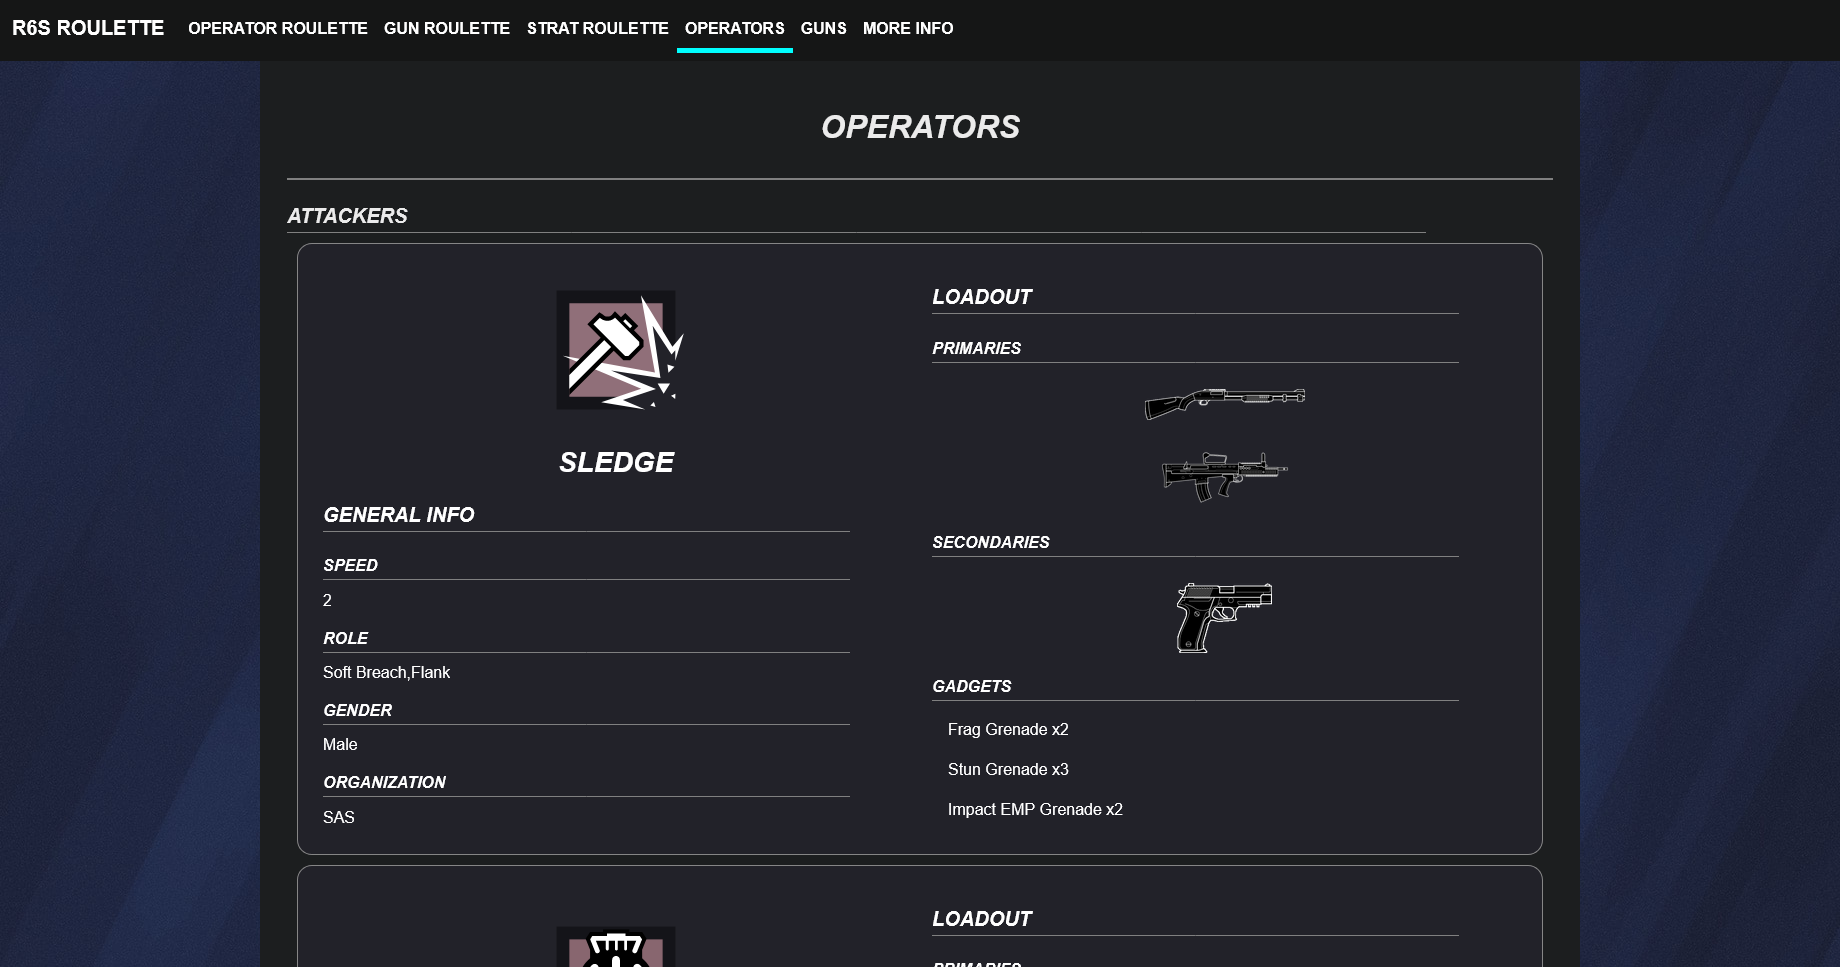 R6S ROULETTE OPERATOR ROULETTE GUN ROULETTE STRAT ROULETTE OPERATORS GUNS MORE INFO
OPERATORS
ATTACKERS
SLEDGE
GENERAL INFO
SPEED
2
ROLE
Soft Breach,Flank
GENDER
Male
ORGANIZATION
SAS
LOADOUT
PRIMARIES
SECONDARIES
GADGETS
Frag Grenade x2
Stun Grenade x3
Impact EMP Grenade x2
LOADOUT
PRIMARIES